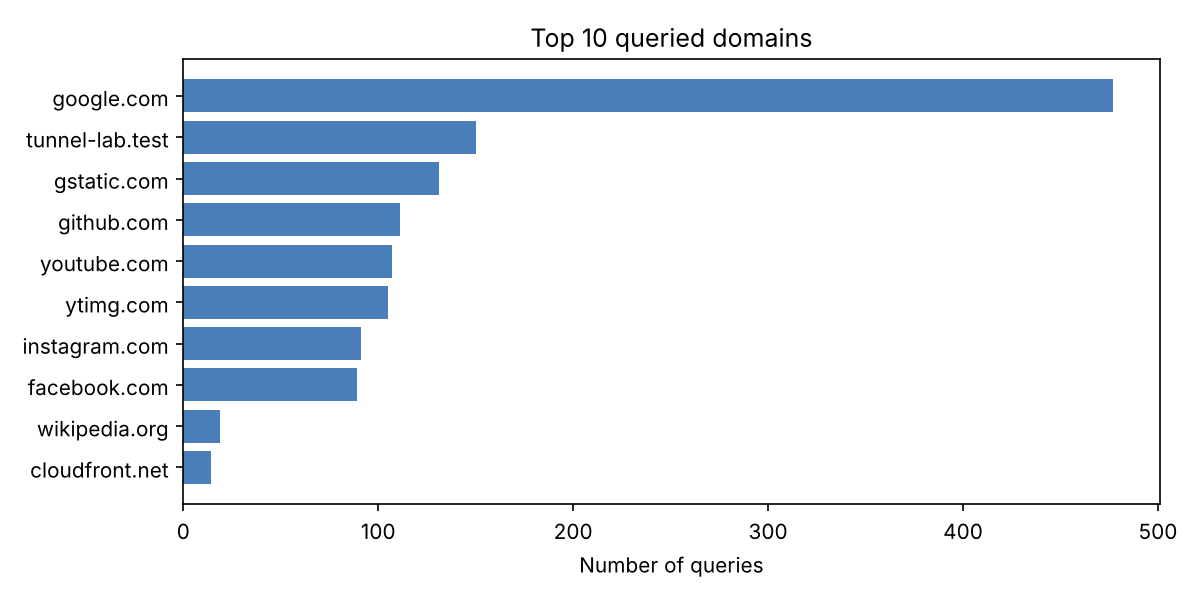 Top 10 queried domains
google.com
tunnel-lab.test
gstatic.com
github.com
youtube.com
ytimg.com
instagram.com
facebook.com
wikipedia.org
cloudfront.net
0 100 200 300 400 500
Number of queries